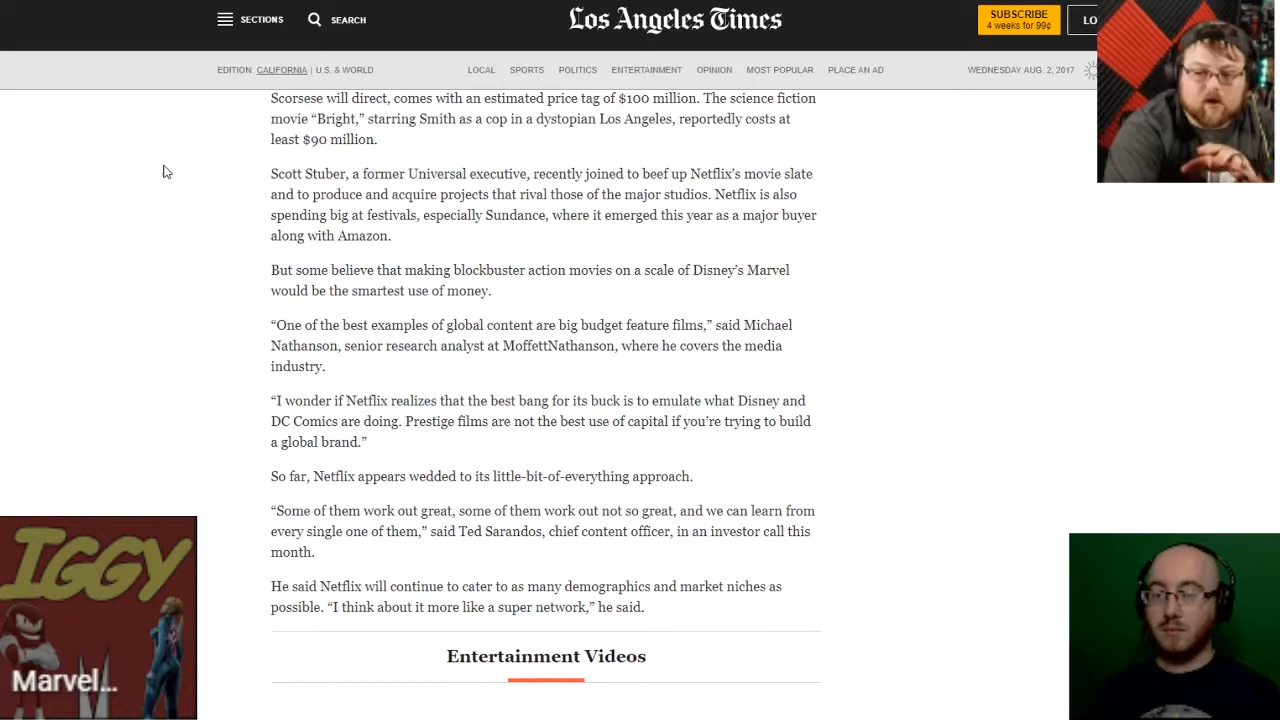 SECTIONS
SEARCH
Los Angeles Times
SUBSCRIBE
4 weeks for 99¢
LO
EDITION: CALIFORNIA | U.S. & WORLD
LOCAL SPORTS POLITICS ENTERTAINMENT OPINION MOST POPULAR PLACE AN AD
WEDNESDAY AUG. 2, 2017
Scorsese will direct, comes with an estimated price tag of $100 million. The science fiction
movie “Bright,” starring Smith as a cop in a dystopian Los Angeles, reportedly costs at
least $90 million.
Scott Stuber, a former Universal executive, recently joined to beef up Netflix’s movie slate
and to produce and acquire projects that rival those of the major studios. Netflix is also
spending big at festivals, especially Sundance, where it emerged this year as a major buyer
along with Amazon.
But some believe that making blockbuster action movies on a scale of Disney’s Marvel
would be the smartest use of money.
“One of the best examples of global content are big budget feature films,” said Michael
Nathanson, senior research analyst at MoffettNathanson, where he covers the media
industry.
“I wonder if Netflix realizes that the best bang for its buck is to emulate what Disney and
DC Comics are doing. Prestige films are not the best use of capital if you’re trying to build
a global brand.”
So far, Netflix appears wedded to its little-bit-of-everything approach.
“Some of them work out great, some of them work out not so great, and we can learn from
every single one of them,” said Ted Sarandos, chief content officer, in an investor call this
month.
He said Netflix will continue to cater to as many demographics and market niches as
possible. “I think about it more like a super network,” he said.
Entertainment Videos
IGGY
Marvel...